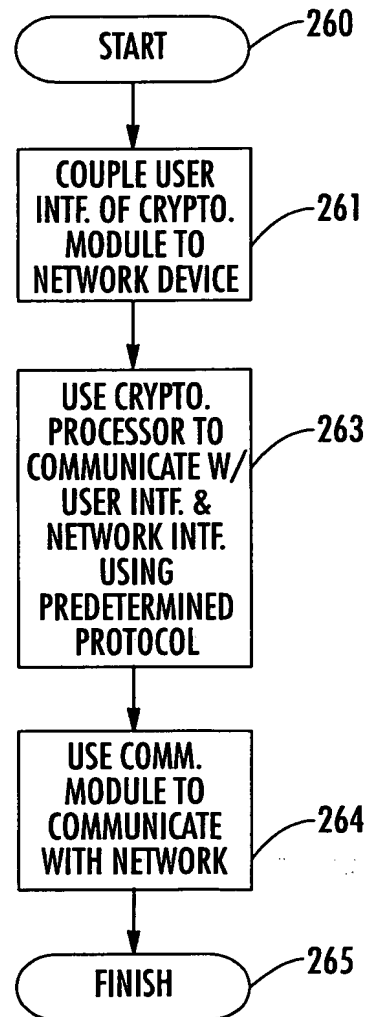 START
260
COUPLE USER
INTF. OF CRYPTO.
MODULE TO
NETWORK DEVICE
261
USE CRYPTO.
PROCESSOR TO
COMMUNICATE W/
USER INTF. &
NETWORK INTF.
USING
PREDETERMINED
PROTOCOL
263
USE COMM.
MODULE TO
COMMUNICATE
WITH NETWORK
264
FINISH
265